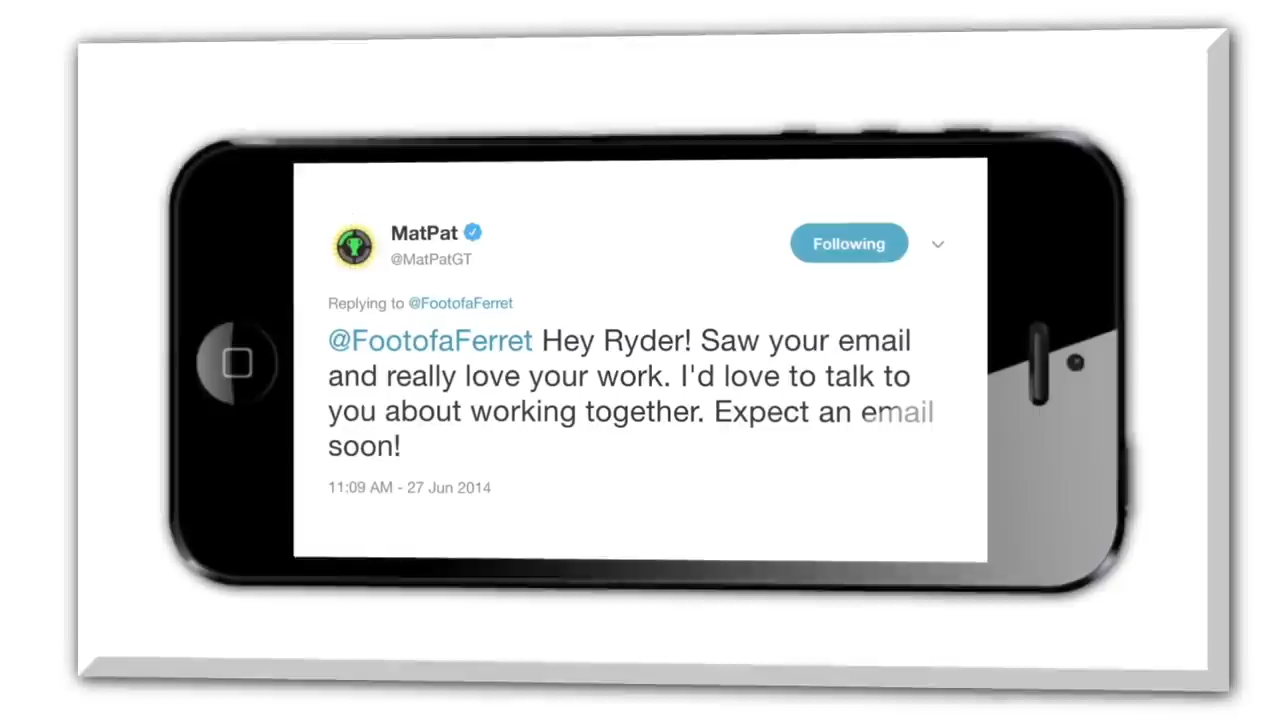 MatPat
@MatPatGT
Following
Replying to @FootofaFerret
@FootofaFerret Hey Ryder! Saw your email
and really love your work. I'd love to talk to
you about working together. Expect an email
soon!
11:09 AM - 27 Jun 2014